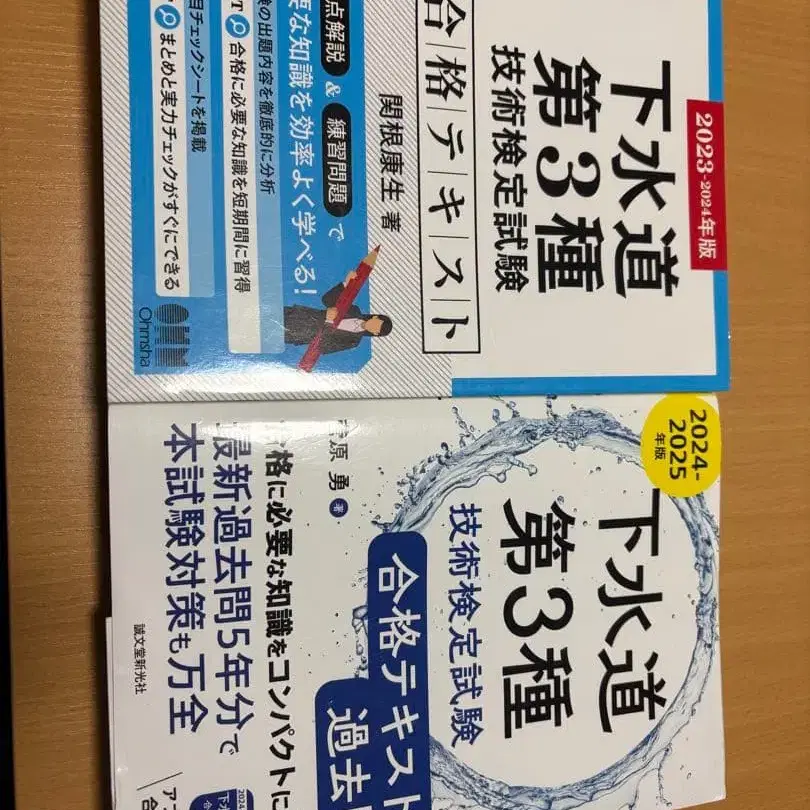 2023-2024年版
下水道
第3種
技術検定試験
合格テキスト
関根康生 著
点解説 & 練習問題 で
な知識を効率よく学べる!
験の出題内容を徹底的に分析
合格に必要な知識を短期間に習得
目チェックシートを掲載
まとめと実力チェックがすぐにできる
Ohmsha
2024-
2025
年版
下水道
第3種
技術検定試験
合格テキスト
過去
原 勇 著
格に必要な知識をコンパクトに
最新過去問5年分で
本試験対策も万全
誠文堂新光社
2024